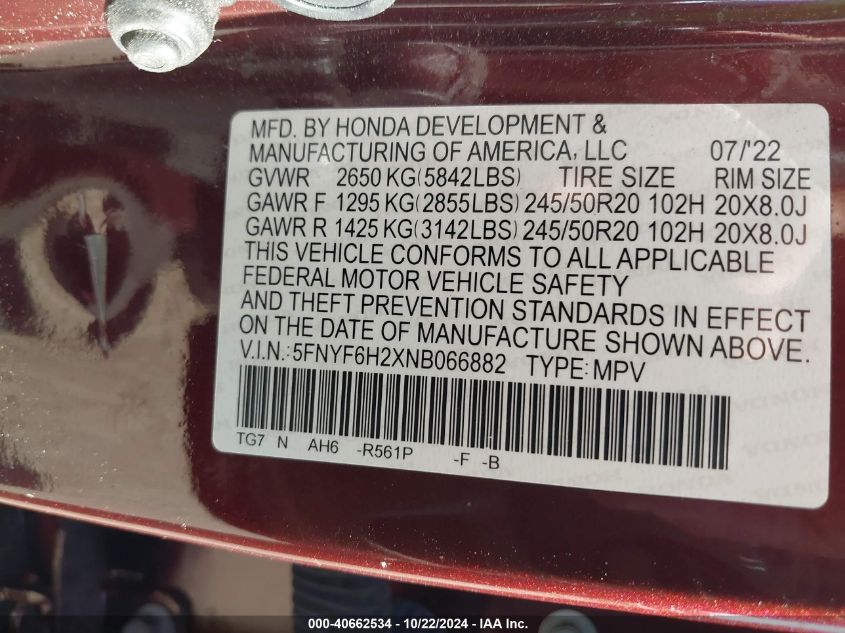 MFD. BY HONDA DEVELOPMENT &
MANUFACTURING OF AMERICA, LLC 07/'22
GVWR 2650 KG(5842LBS) TIRE SIZE RIM SIZE
GAWR F 1295 KG(2855LBS) 245/50R20 102H 20X8.0J
GAWR R 1425 KG(3142LBS) 245/50R20 102H 20X8.0J
THIS VEHICLE CONFORMS TO ALL APPLICABLE
FEDERAL MOTOR VEHICLE SAFETY
AND THEFT PREVENTION STANDARDS IN EFFECT
ON THE DATE OF MANUFACTURE SHOWN ABOVE.
V.I.N.:5FNYF6H2XNB066882 TYPE:MPV
TG7 N AH6 -R561P -F -B
000-40662534 - 10/22/2024 - IAA Inc.